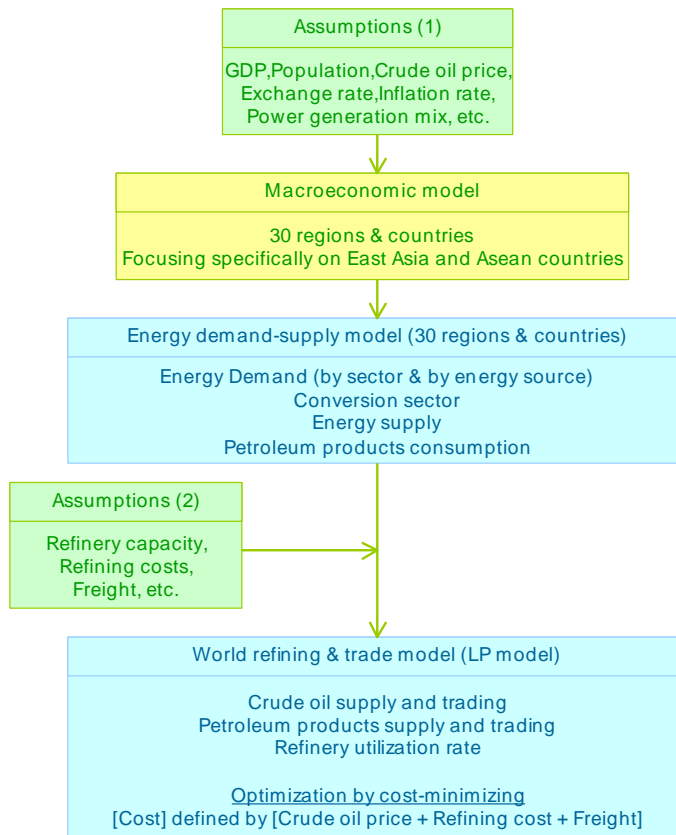 Assumptions (1)
GDP,Population,Crude oil price,
Exchange rate,Inflation rate,
Power generation mix, etc.
Macroeconomic model
30 regions & countries
Focusing specifically on East Asia and Asean countries
Energy demand-supply model (30 regions & countries)
Energy Demand (by sector & by energy source)
Conversion sector
Energy supply
Petroleum products consumption
Assumptions (2)
Refinery capacity,
Refining costs,
Freight, etc.
World refining & trade model (LP model)
Crude oil supply and trading
Petroleum products supply and trading
Refinery utilization rate
Optimization by cost-minimizing
[Cost] defined by [Crude oil price + Refining cost + Freight]